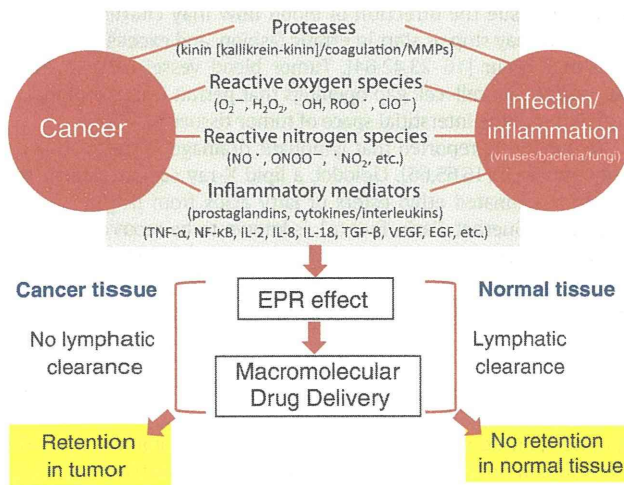 Proteases
(kinin [kallikrein-kinin]/coagulation/MMPs)
Reactive oxygen species
(O₂⁻, H₂O₂, ˙OH, ROO˙, ClO⁻)
Cancer
Infection/
inflammation
(viruses/bacteria/fungi)
Reactive nitrogen species
(NO˙, ONOO⁻, ˙NO₂, etc.)
Inflammatory mediators
(prostaglandins, cytokines/interleukins)
(TNF-α, NF-κB, IL-2, IL-8, IL-18, TGF-β, VEGF, EGF, etc.)
Cancer tissue
EPR effect
Normal tissue
No lymphatic
clearance
Lymphatic
clearance
Macromolecular
Drug Delivery
Retention
in tumor
No retention
in normal tissue